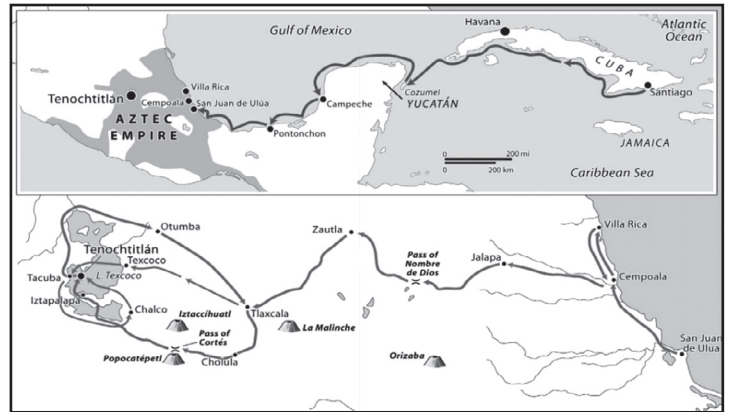 Gulf of Mexico
Havana
Atlantic
Ocean
CUBA
Santiago
JAMAICA
Caribbean Sea
Villa Rica
Tenochtitlán
Cempoala
San Juan de Ulúa
AZTEC
EMPIRE
Campeche
Cozumel
YUCATÁN
Pontonchon
0 200 mi
0 200 km
Otumba
Tenochtitlán
Texcoco
Tacuba
L. Texcoco
Iztapalapa
Chalco
Iztaccihuatl
Pass of
Cortés
Popocatépetl
Cholula
Tlaxcala
La Malinche
Zautla
Pass of
Nombre
de Dios
Jalapa
Orizaba
Villa Rica
Cempoala
San Juan
de Ulúa